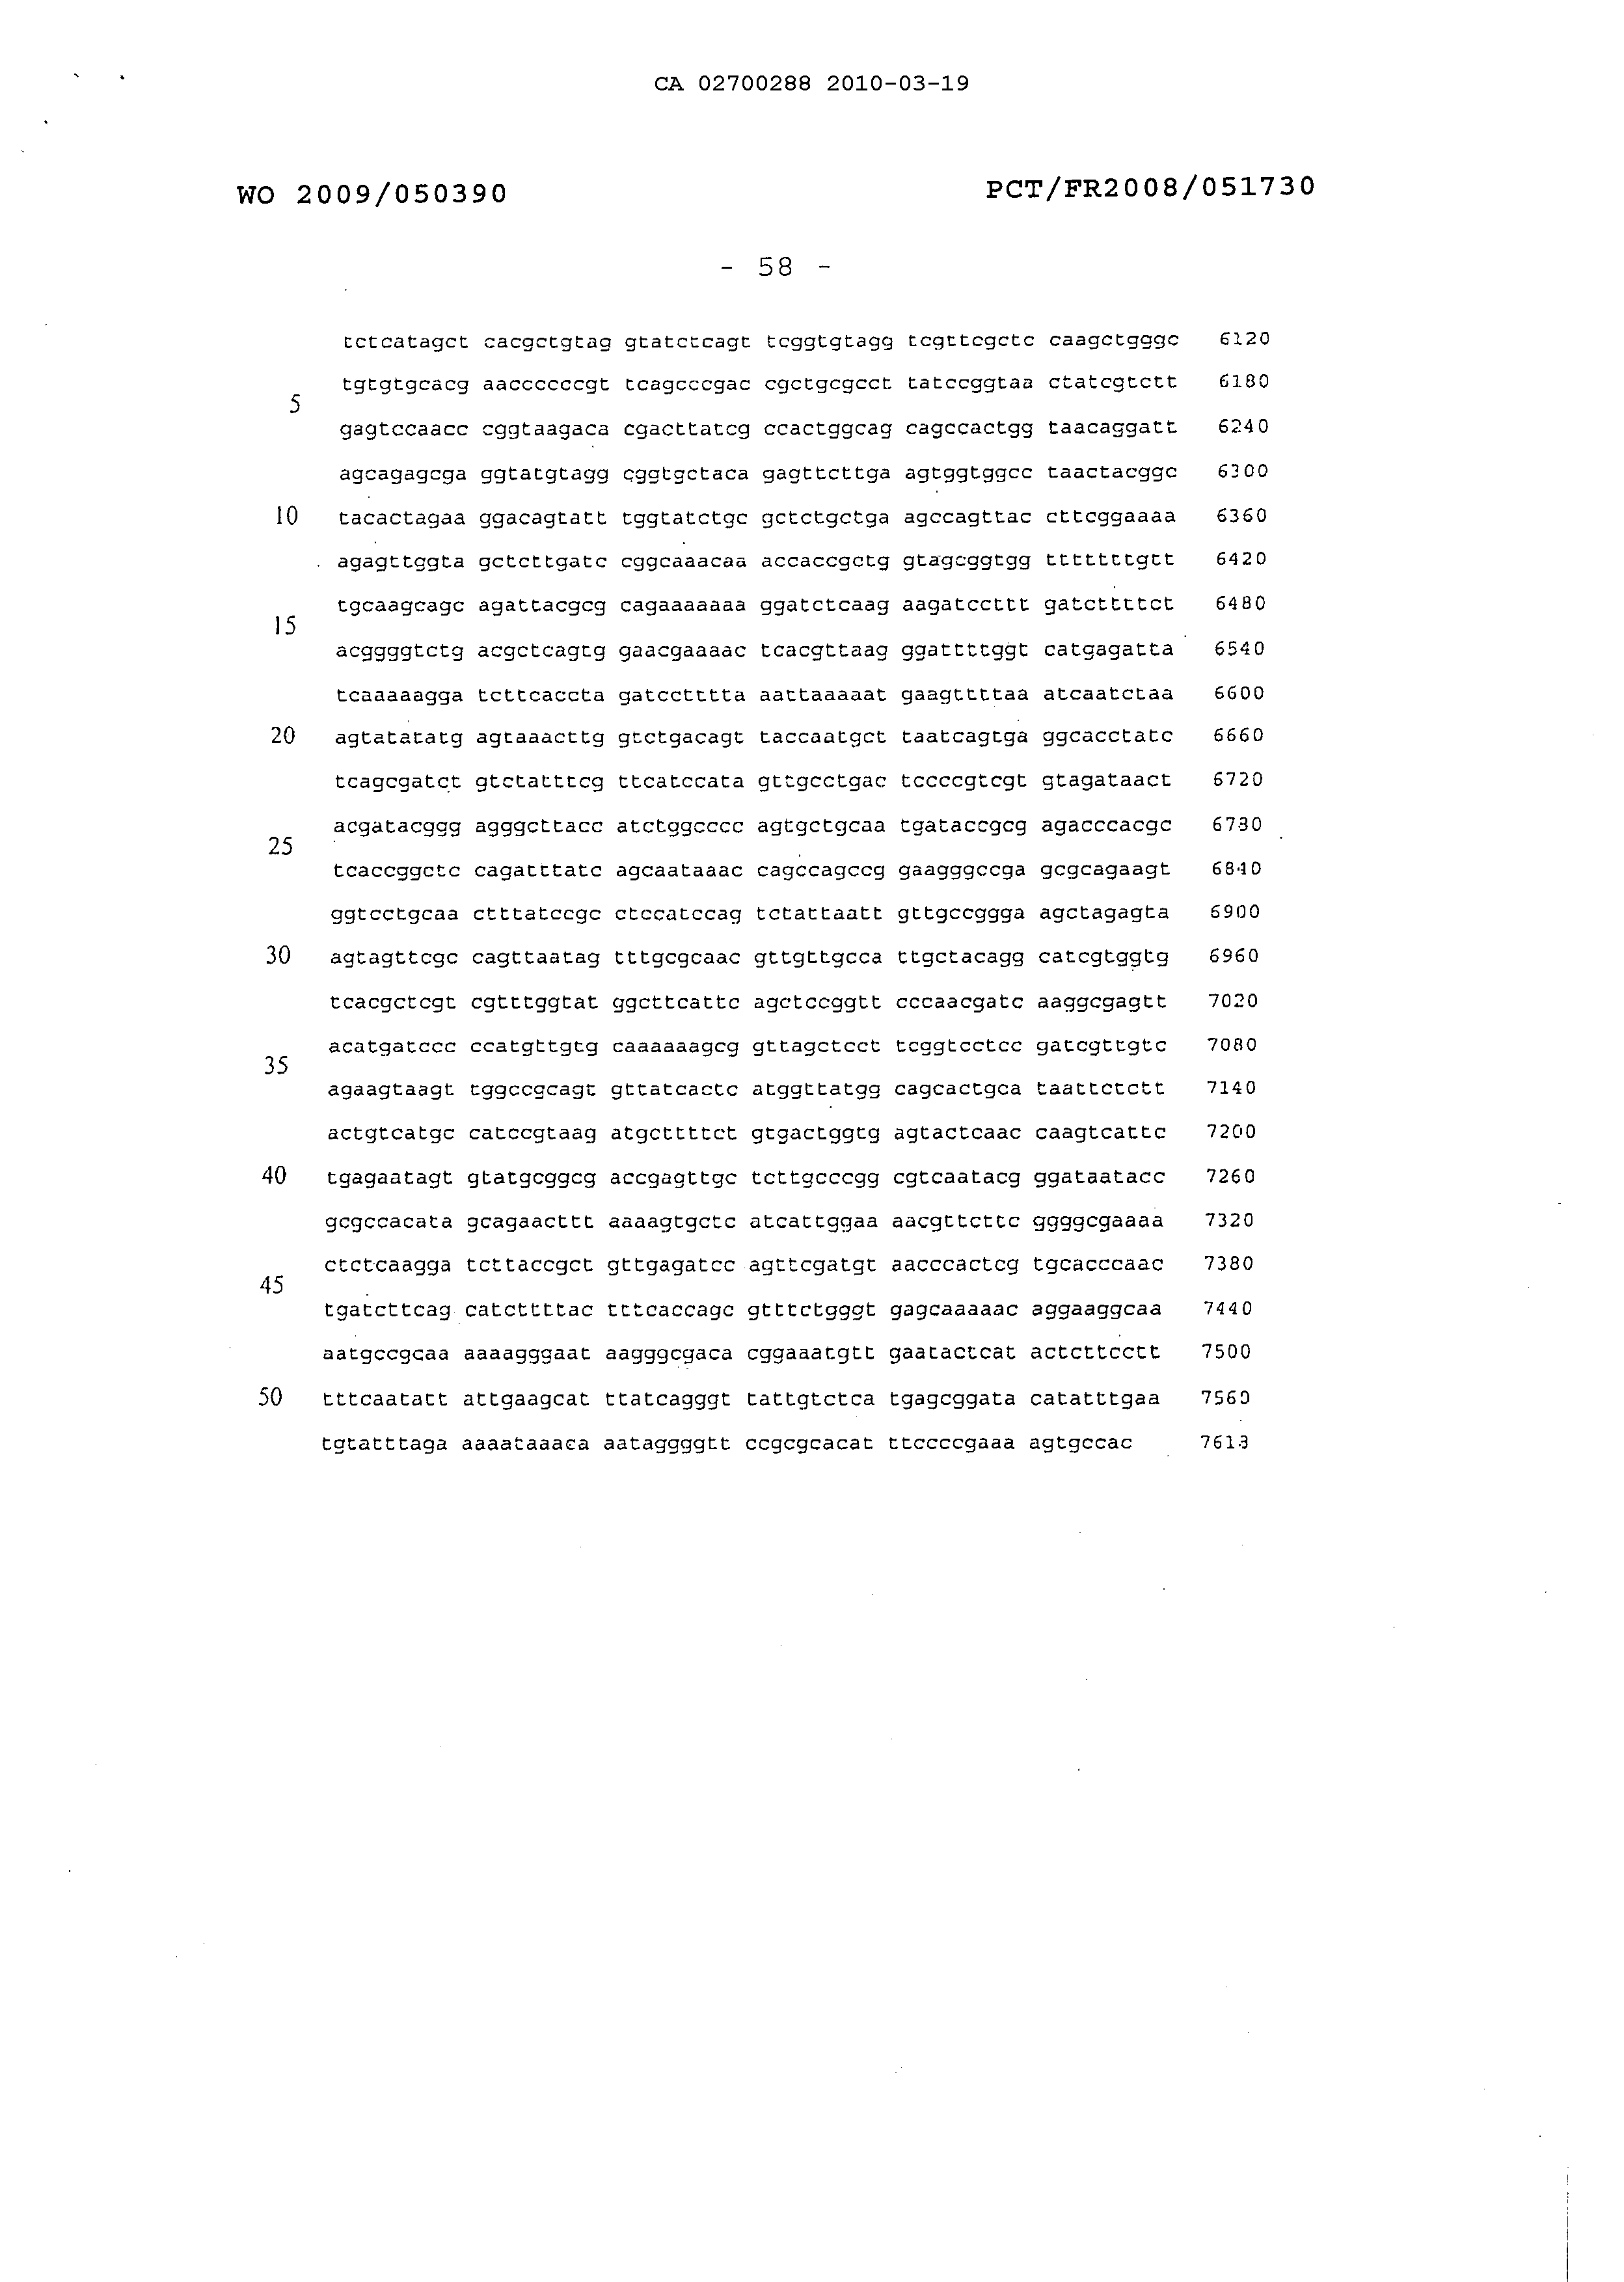 CA 02700288 2010-03-19
WO 2009/050390 PCT/FR2008/051730
- 58 -
tctcatagct cacgctgtag gtatctcagt tcggtgtagg tcgttcgctc caagctgggc 6120
tgtgtgcacg aaccccccgt tcagcccgac cgctgcgcct tatccggtaa ctatcgtctt 6180
5
gagtccaacc cggtaagaca cgacttatcg ccactggcag cagccactgg taacaggatt 6240
agcagagcga ggtatgtagg cggtgctaca gagttcttga agtggtggcc taactacggc 6300
10 tacactagaa ggacagtatt tggtatctgc gctctgctga agccagttac cttcggaaaa 6360
agagttggta gctcttgatc cggcaaacaa accaccgctg gtagcggtgg tttttttgtt 6420
tgcaagcagc agattacgcg cagaaaaaaa ggatctcaag aagatccttt gatcttttct 6480
15
acggggtctg acgctcagtg gaacgaaaac tcacgttaag ggattttggt catgagatta 6540
tcaaaaagga tcttcaccta gatcctttta aattaaaaat gaagttttaa atcaatctaa 6600
20 agtatatatg agtaaacttg gtctgacagt taccaatgct taatcagtga ggcacctatc 6660
tcagcgatct gtctatttcg ttcatccata gttgcctgac tccccgtcgt gtagataact 6720
acgatacggg agggcttacc atctggcccc agtgctgcaa tgataccgcg agacccacgc 6780
25
tcaccggctc cagatttatc agcaataaac cagccagccg gaagggccga gcgcagaagt 6840
ggtcctgcaa ctttatccgc ctccatccag tctattaatt gttgccggga agctagagta 6900
30 agtagttcgc cagttaatag tttgcgcaac gttgttgcca ttgctacagg catcgtggtg 6960
tcacgctcgt cgtttggtat ggcttcattc agctccggtt cccaacgatc aaggcgagtt 7020
acatgatccc ccatgttgtg caaaaaagcg gttagctcct tcggtcctcc gatcgttgtc 7080
35
agaagtaagt tggccgcagt gttatcactc atggttatgg cagcactgca taattctctt 7140
actgtcatgc catccgtaag atgcttttct gtgactggtg agtactcaac caagtcattc 7200
40 tgagaatagt gtatgcggcg accgagttgc tcttgcccgg cgtcaatacg ggataatacc 7260
gcgccacata gcagaacttt aaaagtgctc atcattggaa aacgttcttc ggggcgaaaa 7320
ctctcaagga tcttaccgct gttgagatcc agttcgatgt aacccactcg tgcacccaac 7380
45
tgatcttcag catcttttac tttcaccagc gtttctgggt gagcaaaaac aggaaggcaa 7440
aatgccgcaa aaaagggaat aagggcgaca cggaaatgtt gaatactcat actcttcctt 7500
50 tttcaatatt attgaagcat ttatcagggt tattgtctca tgagcggata catatttgaa 7560
tgtatttaga aaaataaaca aataggggtt ccgcgcacat ttccccgaaa agtgccac 7618